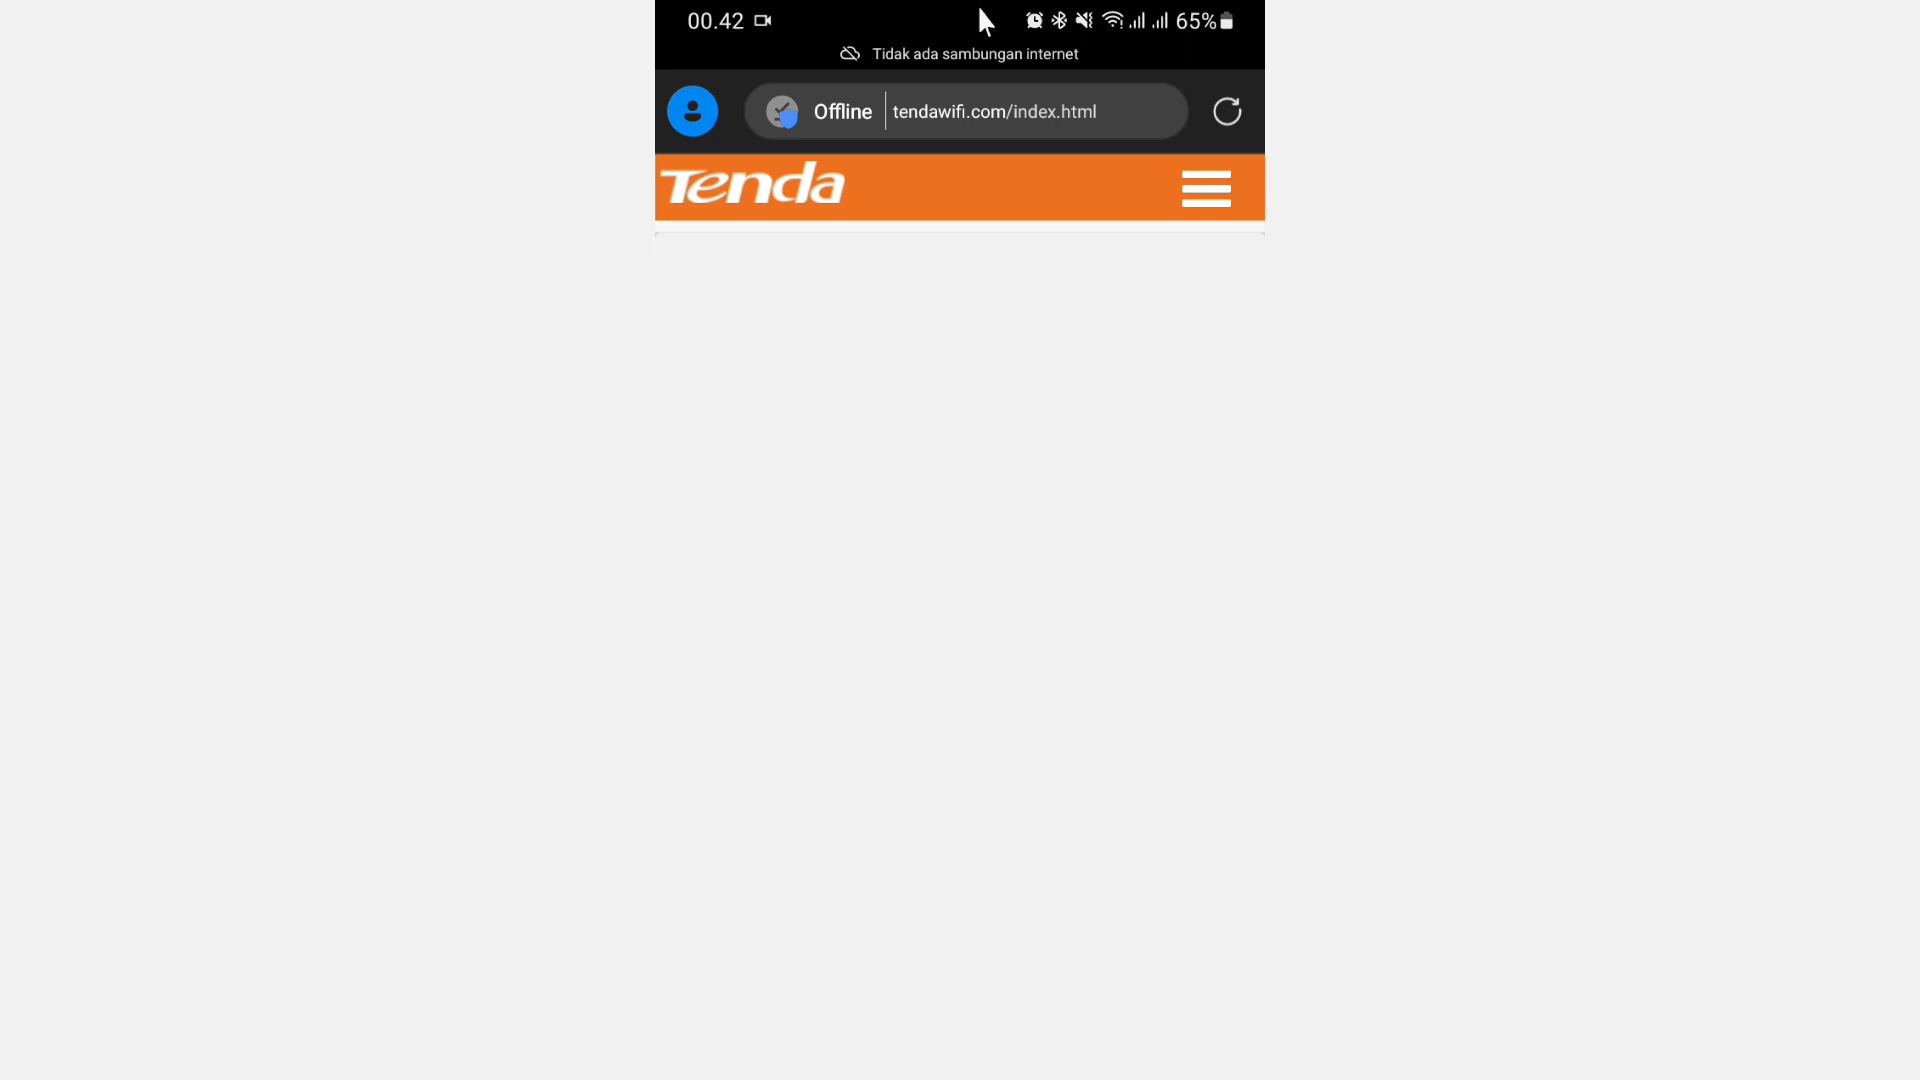 00.42 65%
Tidak ada sambungan internet
Offline tendawifi.com/index.html
Tenda